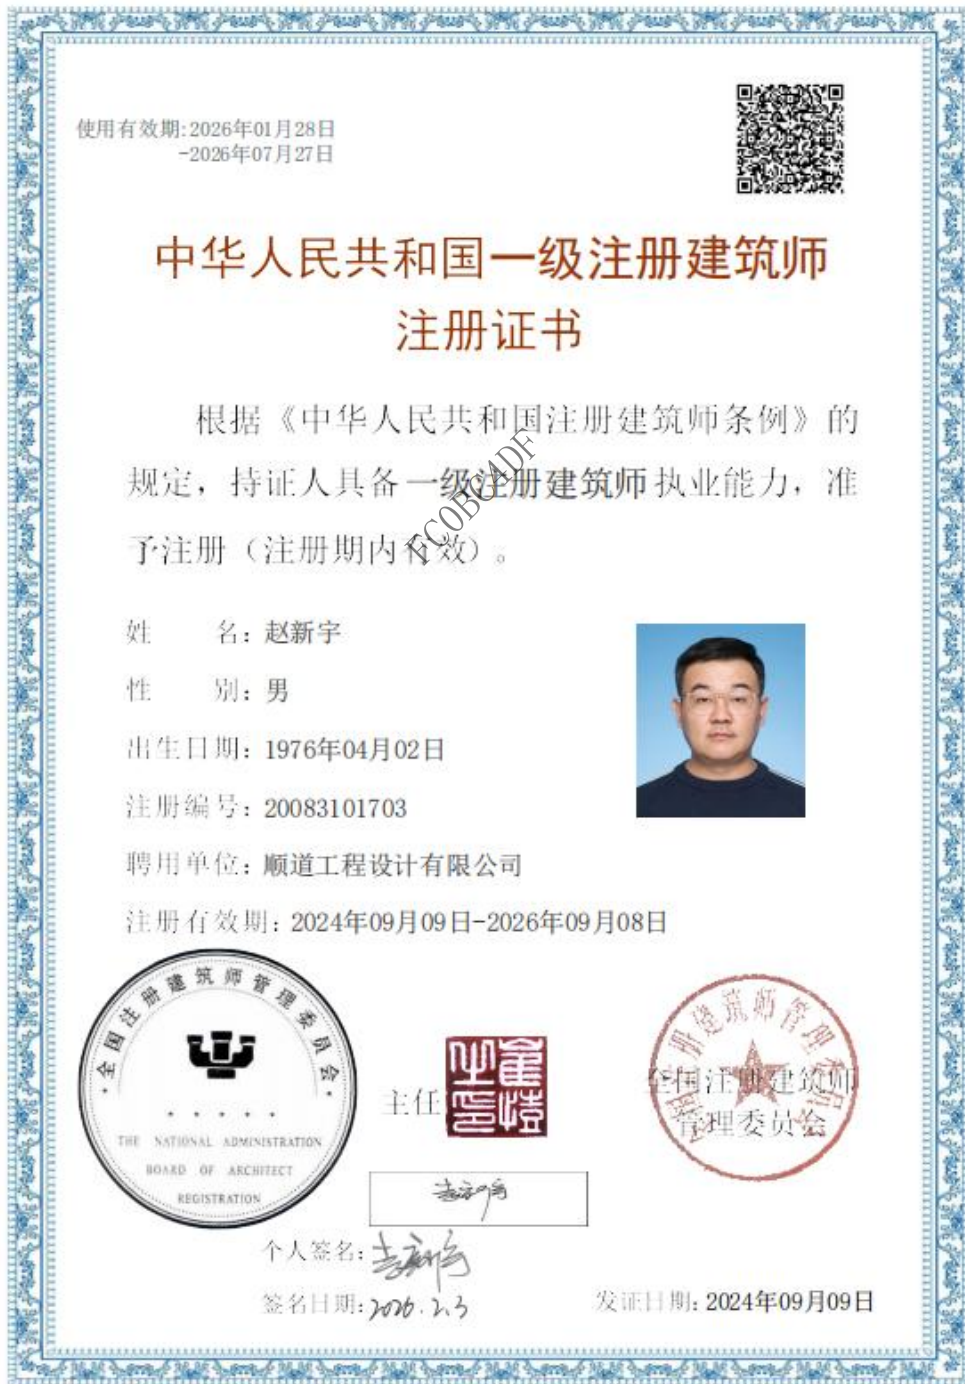 使用有效期:2026年01月28日
-2026年07月27日
中华人民共和国一级注册建筑师
注册证书
根据《中华人民共和国注册建筑师条例》的
规定，持证人具备一级注册建筑师执业能力，准
予注册（注册期内有效）。
姓 名：赵新宇
性 别：男
出生日期：1976年04月02日
注册编号：20083101703
聘用单位：顺道工程设计有限公司
注册有效期：2024年09月09日-2026年09月08日
全国注册建筑师管理委员会
THE NATIONAL ADMINISTRATION
BOARD OF ARCHITECT
REGISTRATION
主任
全国注册建筑师
管理委员会
个人签名：赵新宇
签名日期：2026.2.3
发证日期：2024年09月09日